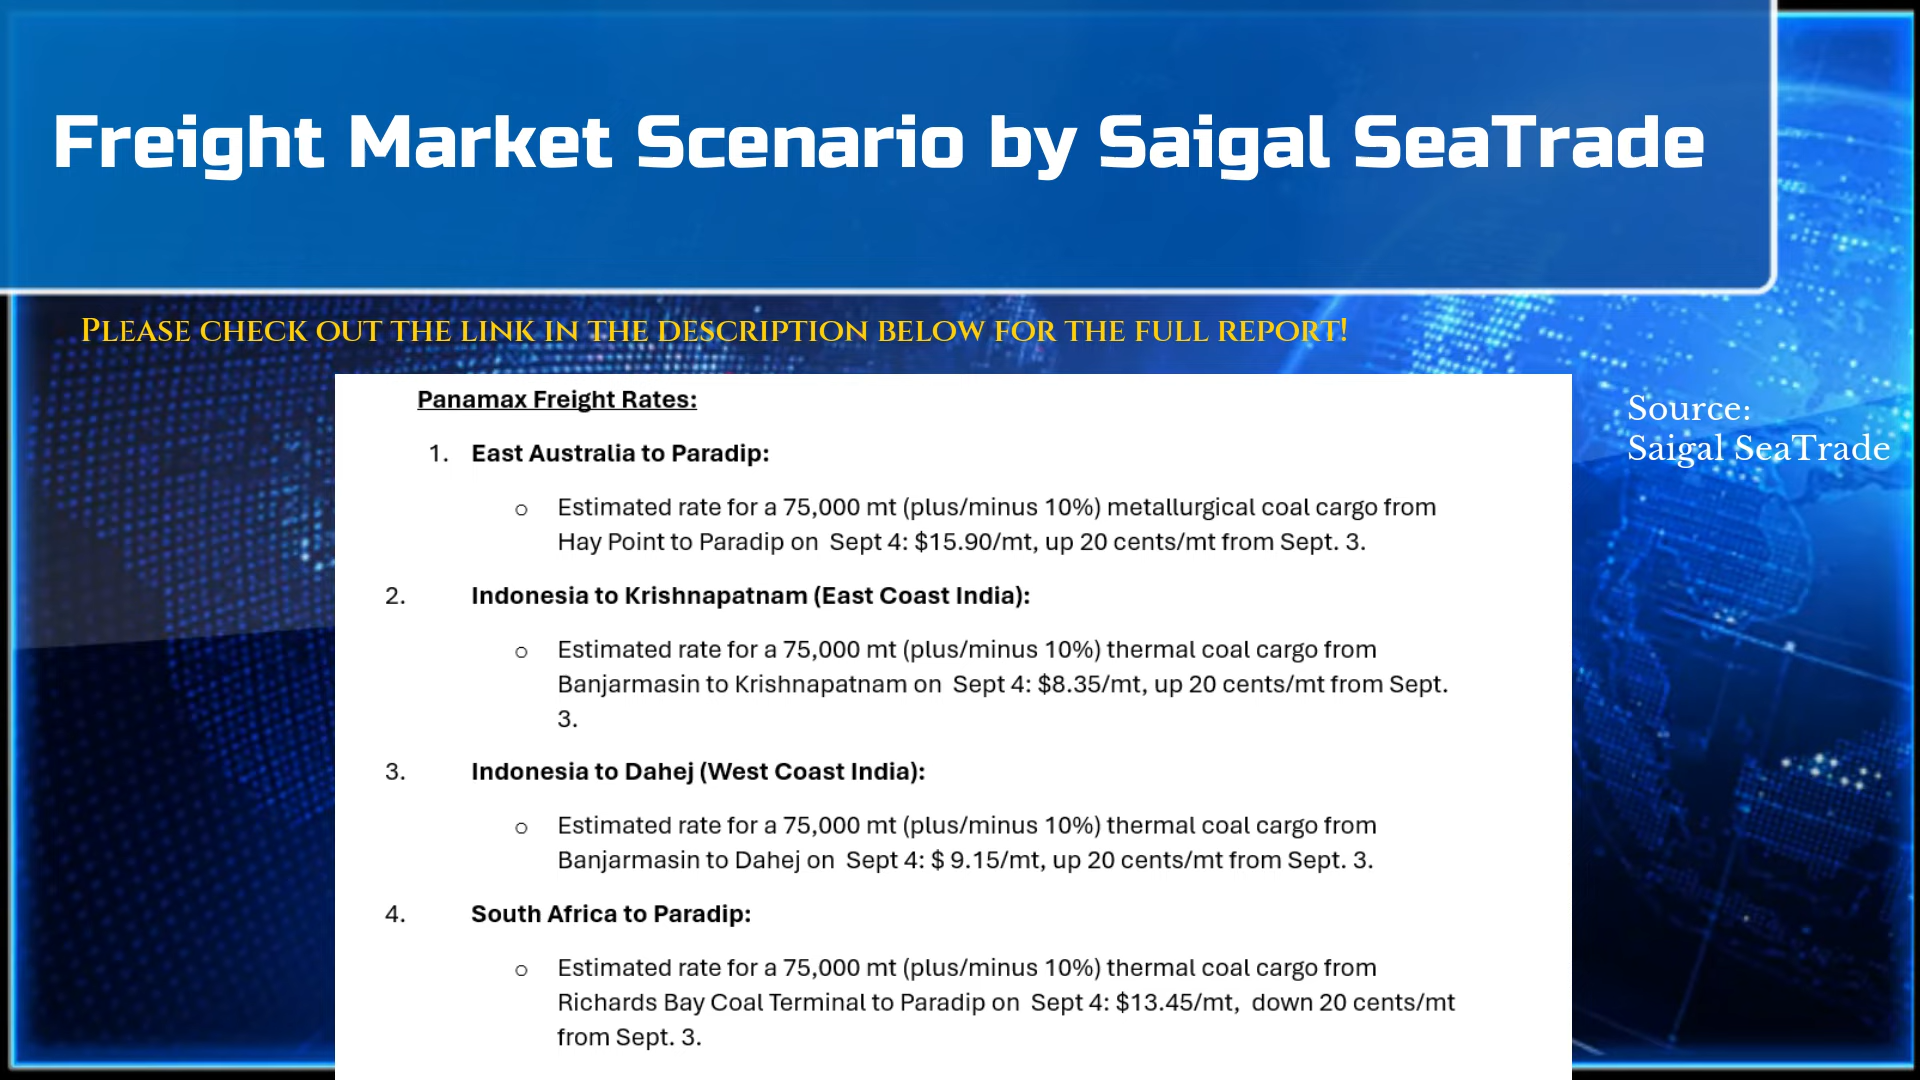 Freight Market Scenario by Saigal SeaTrade
Please check out the link in the description below for the full report!
Source:
Saigal SeaTrade
Panamax Freight Rates:
1. East Australia to Paradip:
o Estimated rate for a 75,000 mt (plus/minus 10%) metallurgical coal cargo from
Hay Point to Paradip on  Sept 4: $15.90/mt, up 20 cents/mt from Sept. 3.
2. Indonesia to Krishnapatnam (East Coast India):
o Estimated rate for a 75,000 mt (plus/minus 10%) thermal coal cargo from
Banjarmasin to Krishnapatnam on  Sept 4: $8.35/mt, up 20 cents/mt from Sept.
3.
3. Indonesia to Dahej (West Coast India):
o Estimated rate for a 75,000 mt (plus/minus 10%) thermal coal cargo from
Banjarmasin to Dahej on  Sept 4: $ 9.15/mt, up 20 cents/mt from Sept. 3.
4. South Africa to Paradip:
o Estimated rate for a 75,000 mt (plus/minus 10%) thermal coal cargo from
Richards Bay Coal Terminal to Paradip on  Sept 4: $13.45/mt,  down 20 cents/mt
from Sept. 3.